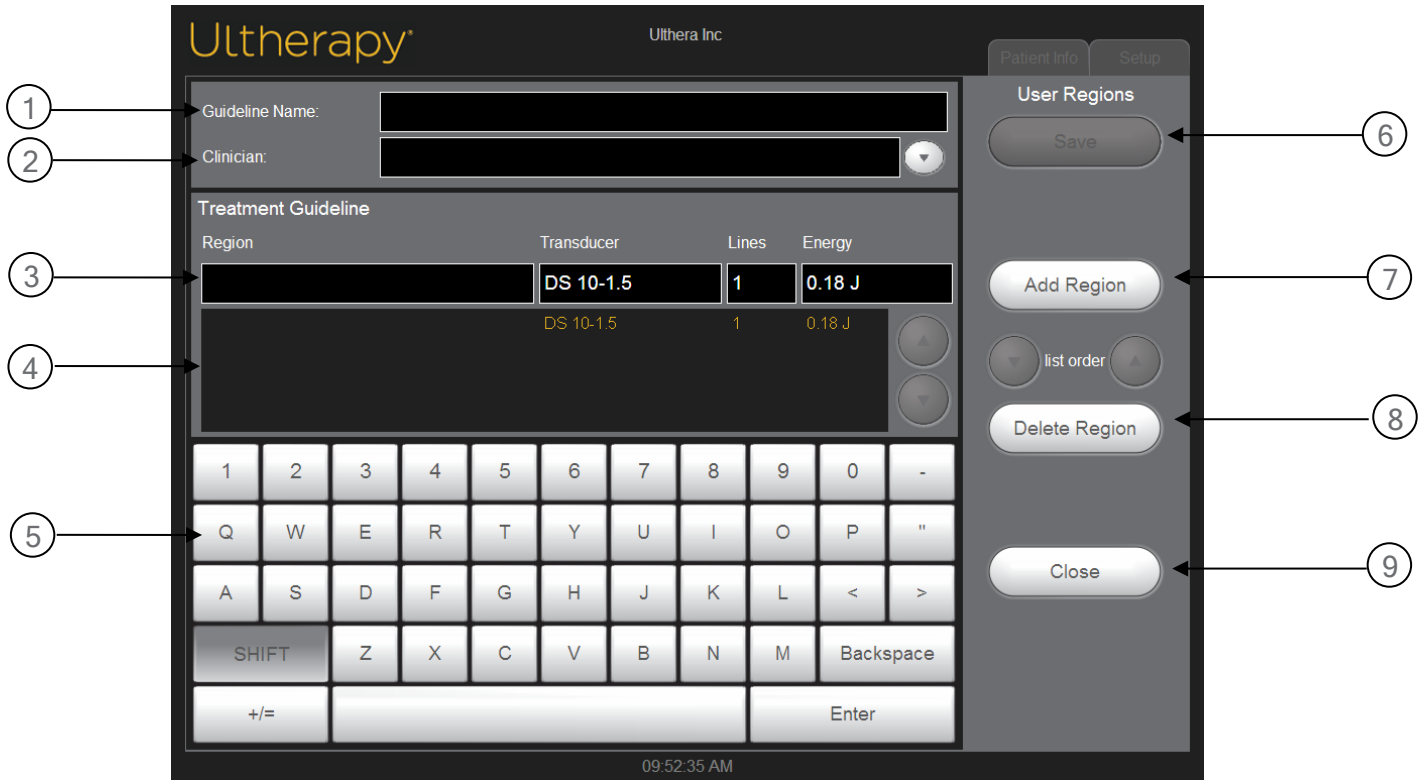 Ultherapy®
Ulthera Inc
Patient Info Setup
1
Guideline Name:
2
Clinician:
User Regions
Save
6
Treatment Guideline
Region Transducer Lines Energy
3
DS 10-1.5 1 0.18 J
Add Region
7
4
DS 10-1.5 1 0.18 J
list order
Delete Region
8
1 2 3 4 5 6 7 8 9 0 -
5
Q W E R T Y U I O P "
A S D F G H J K L < >
Close
9
SHIFT Z X C V B N M Backspace
+/= Enter
09:52:35 AM